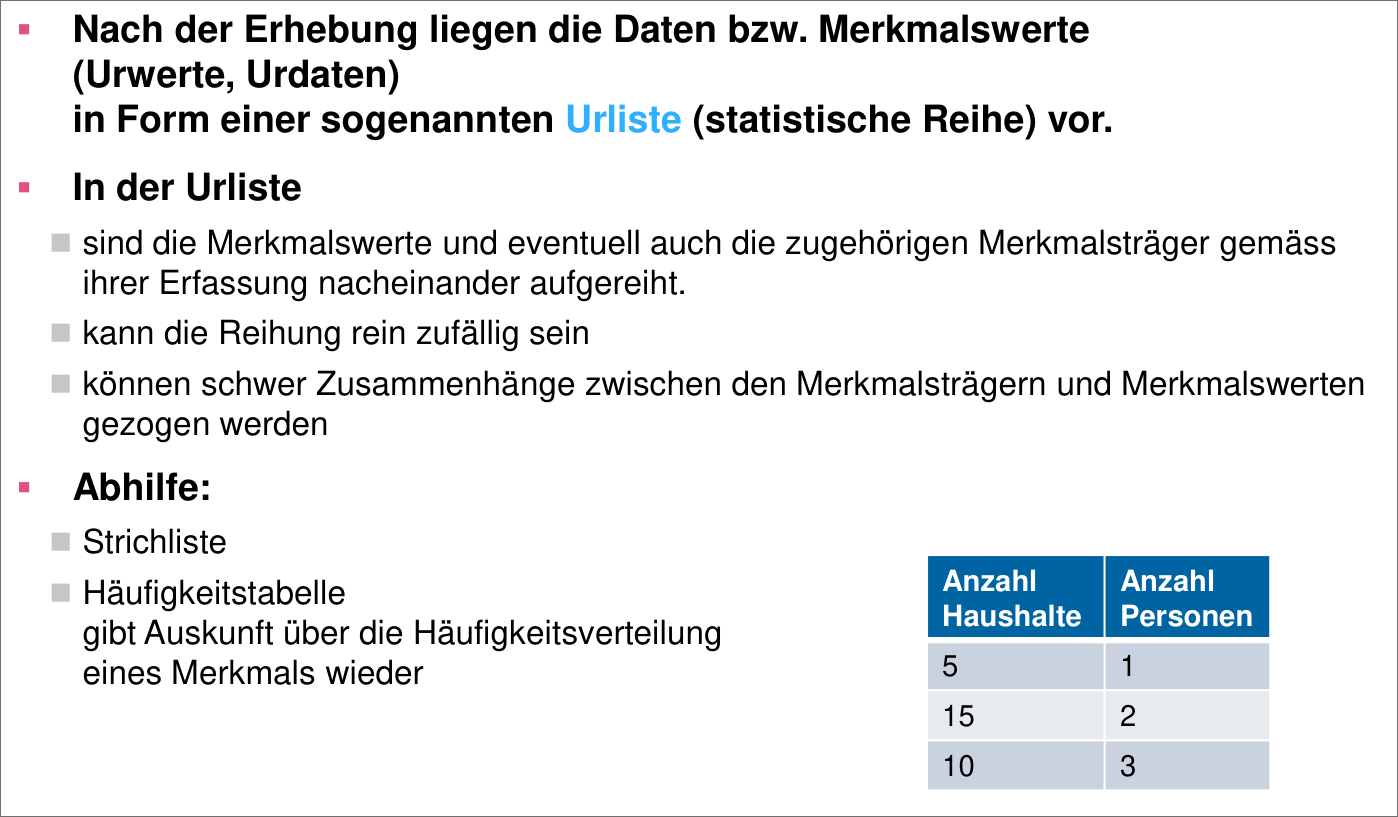 Nach der Erhebung liegen die Daten bzw. Merkmalswerte
(Urwerte, Urdaten)
in Form einer sogenannten Urliste (statistische Reihe) vor.
In der Urliste
sind die Merkmalswerte und eventuell auch die zugehörigen Merkmalsträger gemäss
ihrer Erfassung nacheinander aufgereiht.
kann die Reihung rein zufällig sein
können schwer Zusammenhänge zwischen den Merkmalsträgern und Merkmalswerten
gezogen werden
Abhilfe:
Strichliste
Häufigkeitstabelle
gibt Auskunft über die Häufigkeitsverteilung
eines Merkmals wieder
Anzahl Haushalte Anzahl Personen
5 1
15 2
10 3